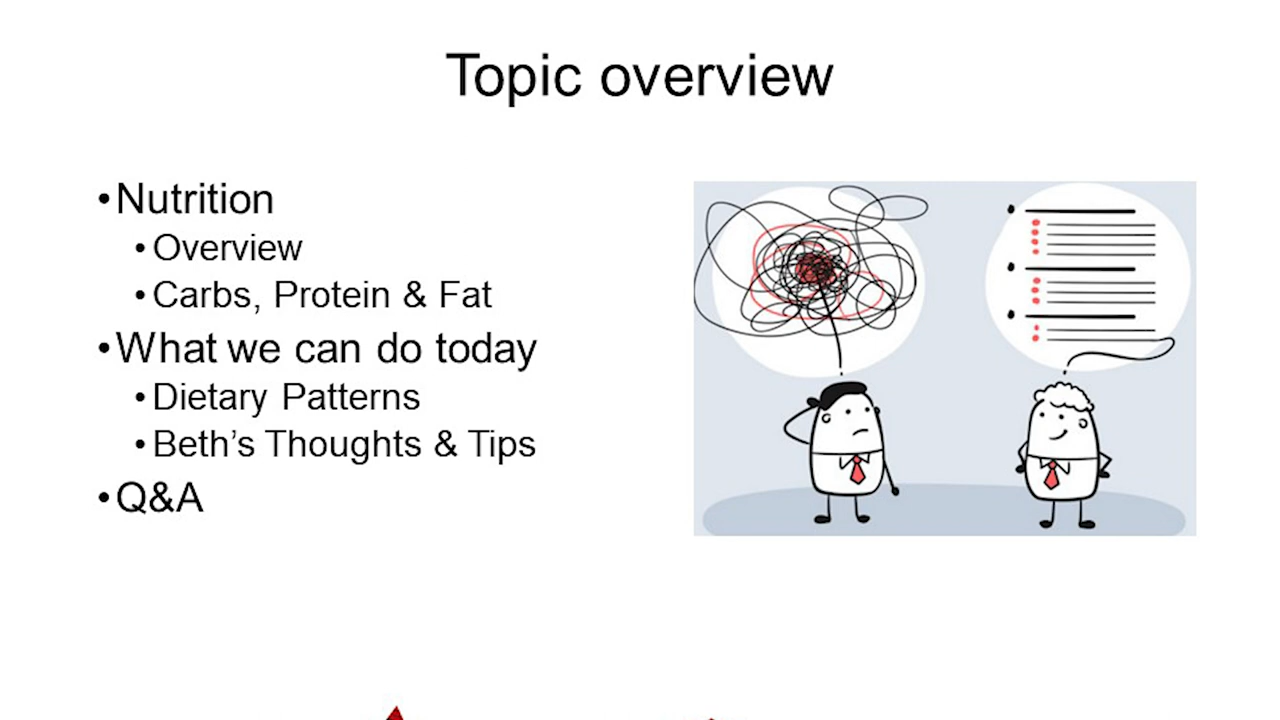 Topic overview
•Nutrition
•Overview
•Carbs, Protein & Fat
•What we can do today
•Dietary Patterns
•Beth’s Thoughts & Tips
•Q&A